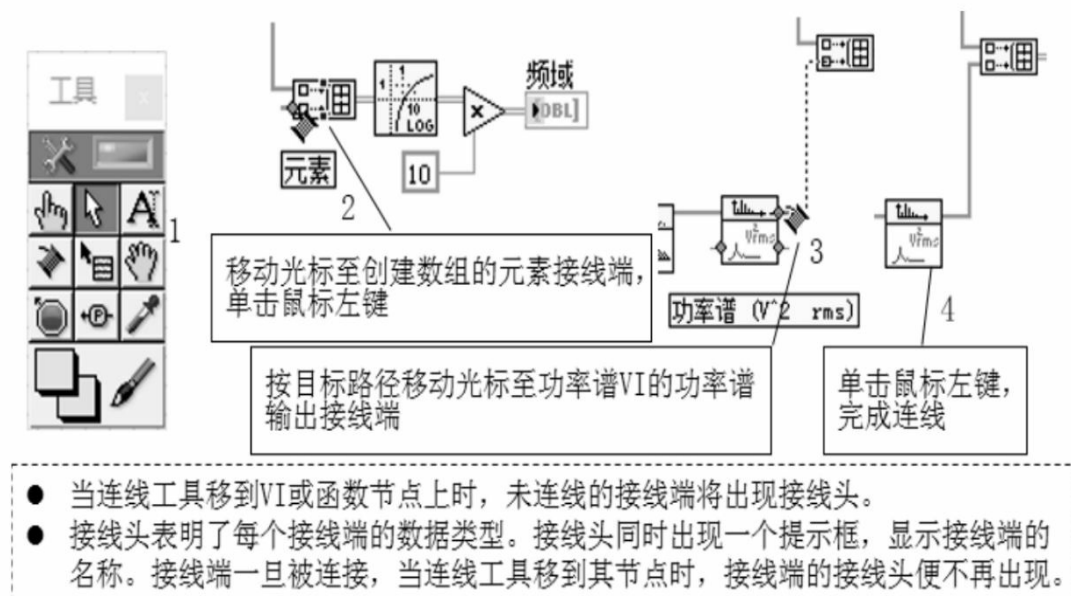 工具 x
A
P
1
1 1
10
LOG
x
频域
DBL
元素
10
2
移动光标至创建数组的元素接线端，
单击鼠标左键
V²rms
3
功率谱 (V^2 rms)
按目标路径移动光标至功率谱VI的功率谱
输出接线端
V²rms
4
单击鼠标左键，
完成连线
● 当连线工具移到VI或函数节点上时，未连线的接线端将出现接线头。
● 接线头表明了每个接线端的数据类型。接线头同时出现一个提示框，显示接线端的
名称。接线端一旦被连接，当连线工具移到其节点时，接线端的接线头便不再出现。